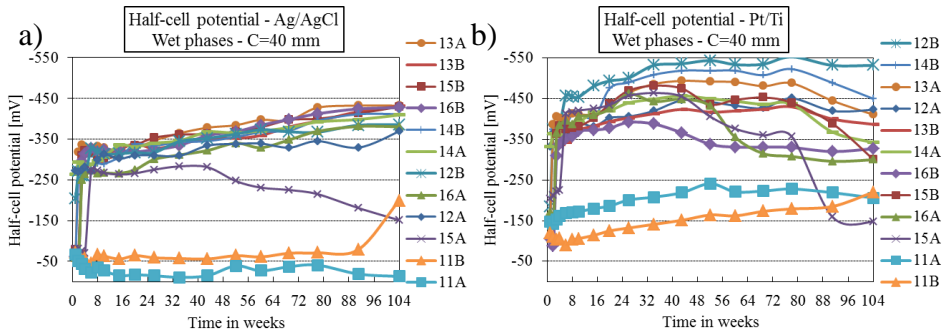 a)
Half-cell potential - Ag/AgCl
Wet phases - C=40 mm
Half-cell potential [mV]
-550
-450
-350
-250
-150
-50
0 8 16 24 32 40 48 56 64 72 80 88 96 104
Time in weeks
13A
13B
15B
16B
14B
14A
12B
16A
12A
15A
11B
11A
b)
Half-cell potential - Pt/Ti
Wet phases - C=40 mm
Half-cell potential [mV]
-550
-450
-350
-250
-150
-50
0 8 16 24 32 40 48 56 64 72 80 88 96 104
Time in weeks
12B
14B
13A
12A
13B
14A
16B
15B
16A
15A
11A
11B